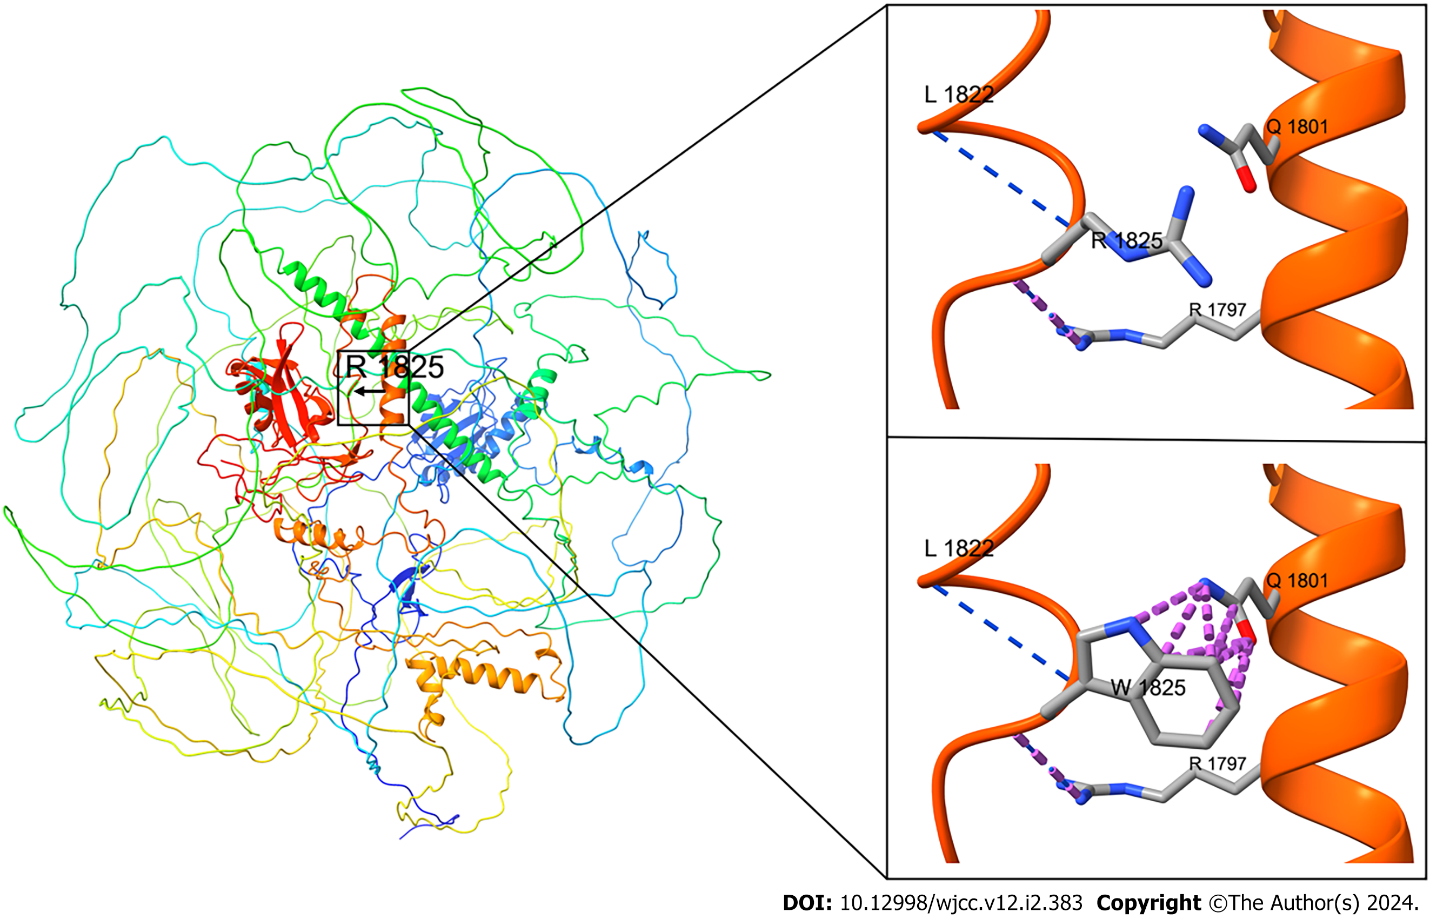 R 1825
L 1822
Q 1801
R 1825
R 1797
L 1822
Q 1801
W 1825
R 1797
DOI: 10.12998/wjcc.v12.i2.383 Copyright ©The Author(s) 2024.